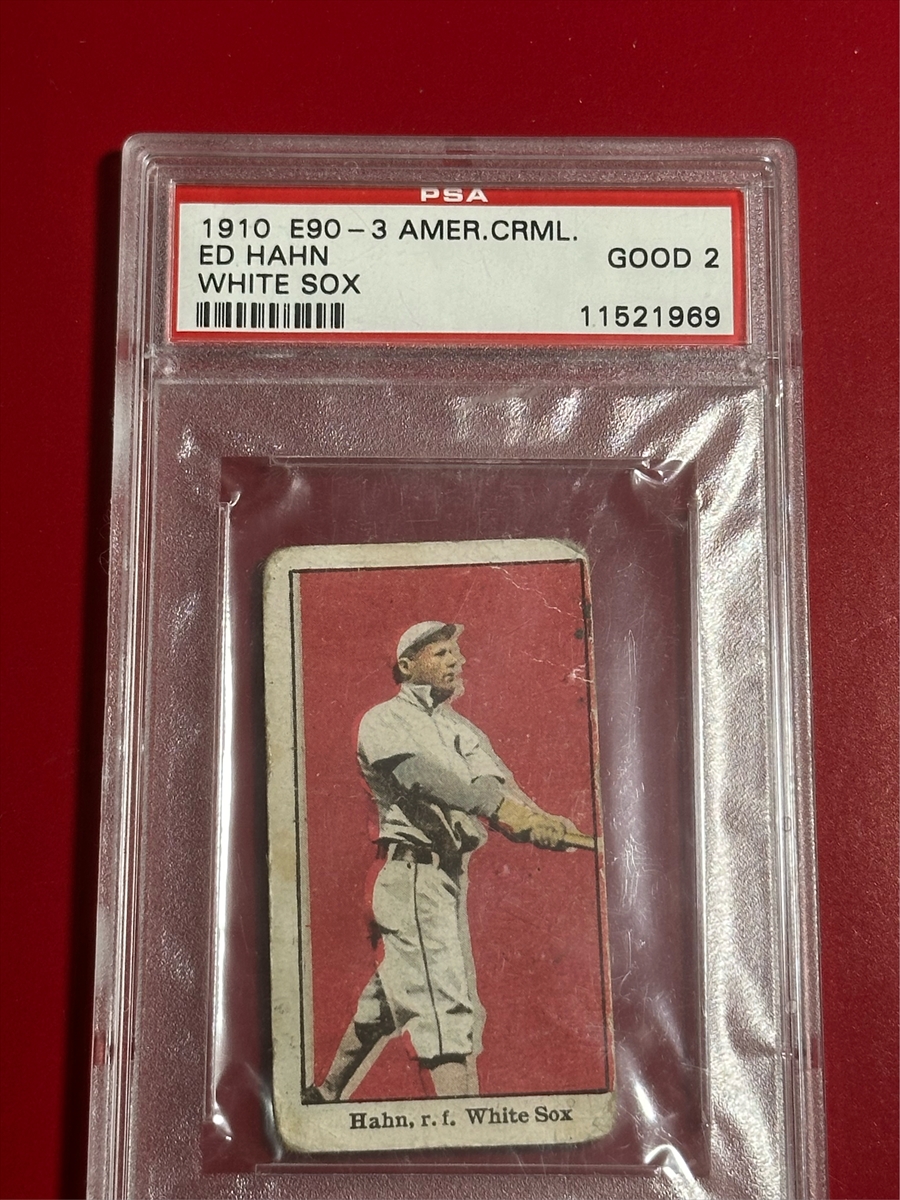 PSA
1910 E90-3 AMER.CRML.
ED HAHN GOOD 2
WHITE SOX
11521969
Hahn, r. f. White Sox